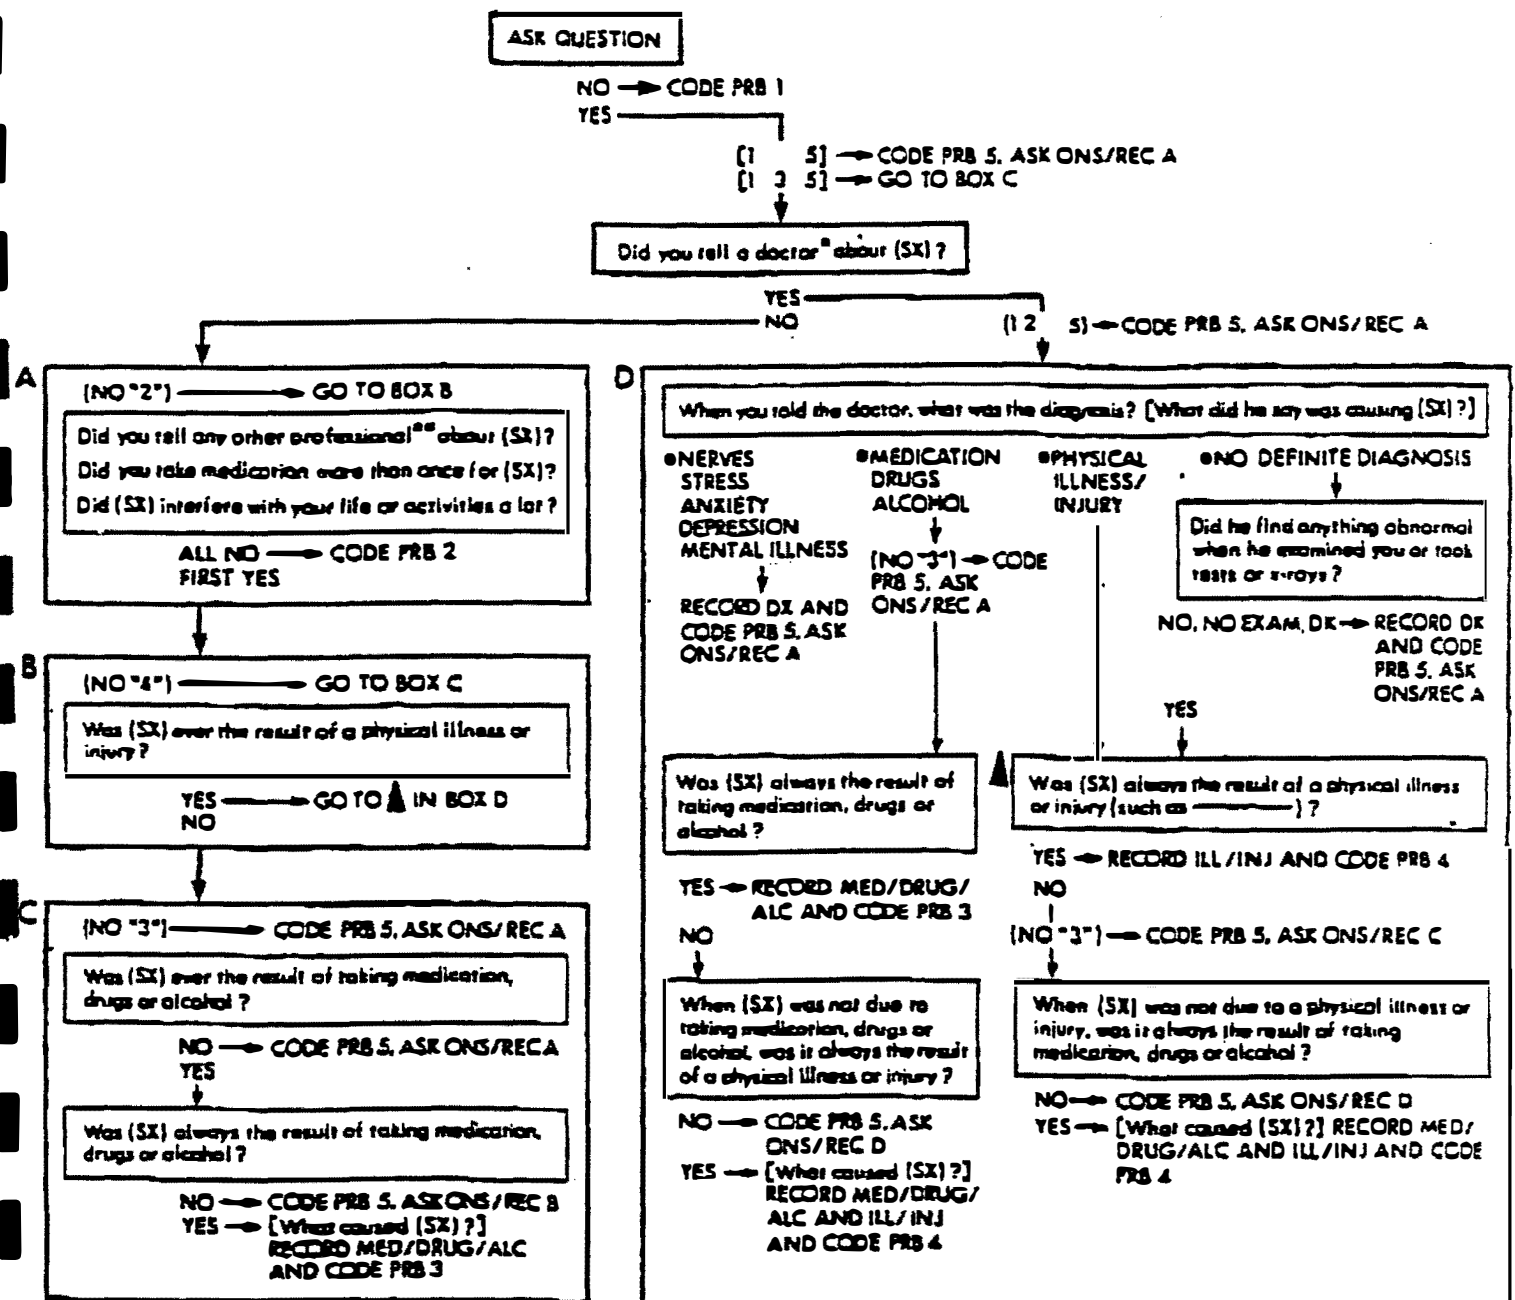 ASK QUESTION
NO → CODE PRB 1
YES
[1 5] → CODE PRB 5, ASK ONS/REC A
[1 3 5] → GO TO BOX C
Did you tell a doctor* about (SX)?
YES
NO
(1 2 5) → CODE PRB 5, ASK ONS/REC A
A
(NO "2") → GO TO BOX B
Did you tell any other professional** about (SX)?
Did you take medication more than once for (SX)?
Did (SX) interfere with your life or activities a lot?
ALL NO → CODE PRB 2
FIRST YES
B
(NO "4") → GO TO BOX C
Was (SX) ever the result of a physical illness or
injury?
YES → GO TO ▲ IN BOX D
NO
C
(NO "3") → CODE PRB 5, ASK ONS/REC A
Was (SX) ever the result of taking medication,
drugs or alcohol?
NO → CODE PRB 5, ASK ONS/REC A
YES
Was (SX) always the result of taking medication,
drugs or alcohol?
NO → CODE PRB 5, ASK ONS/REC B
YES → [What caused (SX)?]
RECORD MED/DRUG/ALC
AND CODE PRB 3
D
When you told the doctor, what was the diagnosis? [What did he say was causing (SX)?]
•NERVES
STRESS
ANXIETY
DEPRESSION
MENTAL ILLNESS
RECORD DX AND
CODE PRB 5, ASK
ONS/REC A
•MEDICATION
DRUGS
ALCOHOL
(NO "3") → CODE
PRB 5, ASK
ONS/REC A
•PHYSICAL
ILLNESS/
INJURY
•NO DEFINITE DIAGNOSIS
Did he find anything abnormal
when he examined you or took
tests or x-rays?
NO, NO EXAM, DK → RECORD DK
AND CODE
PRB 5, ASK
ONS/REC A
YES
Was (SX) always the result of
taking medication, drugs or
alcohol?
YES → RECORD MED/DRUG/
ALC AND CODE PRB 3
NO
When (SX) was not due to
taking medication, drugs or
alcohol, was it always the result
of a physical illness or injury?
NO → CODE PRB 5, ASK
ONS/REC D
YES → [What caused (SX)?]
RECORD MED/DRUG/
ALC AND ILL/INJ
AND CODE PRB 4
▲
Was (SX) always the result of a physical illness
or injury (such as ———)?
YES → RECORD ILL/INJ AND CODE PRB 4
NO
(NO "3") → CODE PRB 5, ASK ONS/REC C
When (SX) was not due to a physical illness or
injury, was it always the result of taking
medication, drugs or alcohol?
NO → CODE PRB 5, ASK ONS/REC D
YES → [What caused (SX)?] RECORD MED/
DRUG/ALC AND ILL/INJ AND CODE
PRB 4